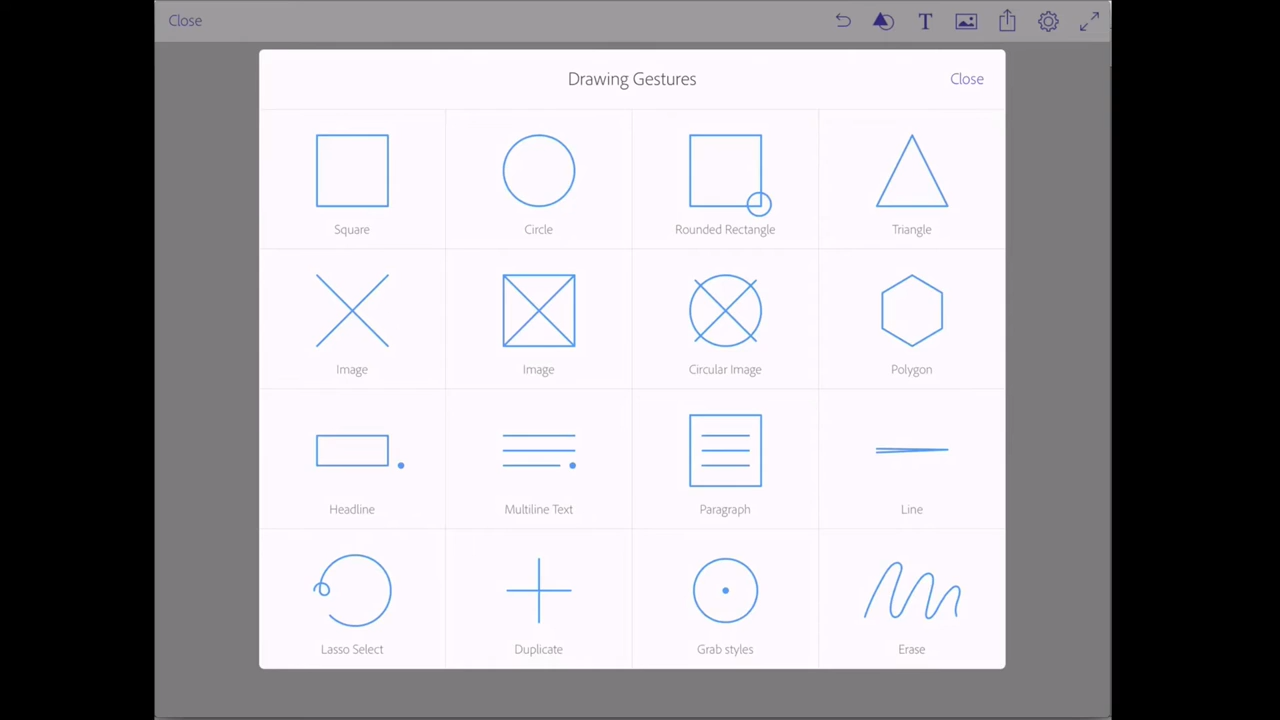 Close
T
Drawing Gestures
Close
Square
Circle
Rounded Rectangle
Triangle
Image
Image
Circular Image
Polygon
Headline
Multiline Text
Paragraph
Line
Lasso Select
Duplicate
Grab styles
Erase